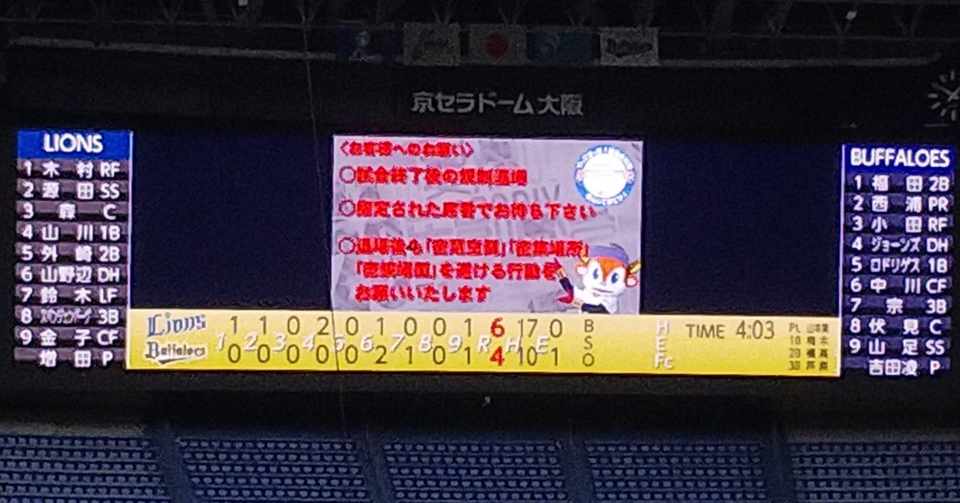 京セラドーム 大阪
LIONS
1 木村 RF
2 源田 SS
3 森 C
4 山川 1B
5 外崎 2B
6 山野辺 DH
7 鈴木 LF
8 スパンジェンバーグ 3B
9 金子 CF
増田 P
〈お客様へのお願い〉
○試合終了後の規制退場
○指定された席番でお待ち下さい
○退場後も「密閉空間」「密集場所」
「密接場面」を避ける行動を
お願いいたします
BUFFALOES
1 福田 2B
2 西浦 PR
3 小田 RF
4 ジョーンズ DH
5 ロドリゲス 1B
6 中川 CF
7 宗 3B
8 伏見 C
9 山足 SS
吉田凌 P
1 2 3 4 5 6 7 8 9 R H E
Lions 1 1 0 2 0 1 0 0 1 6 17 0
Buffaloes 0 0 0 0 0 2 1 0 1 4 10 1
B
S
O
H
E
Fc
TIME 4:03
PL
1B
2B
3B